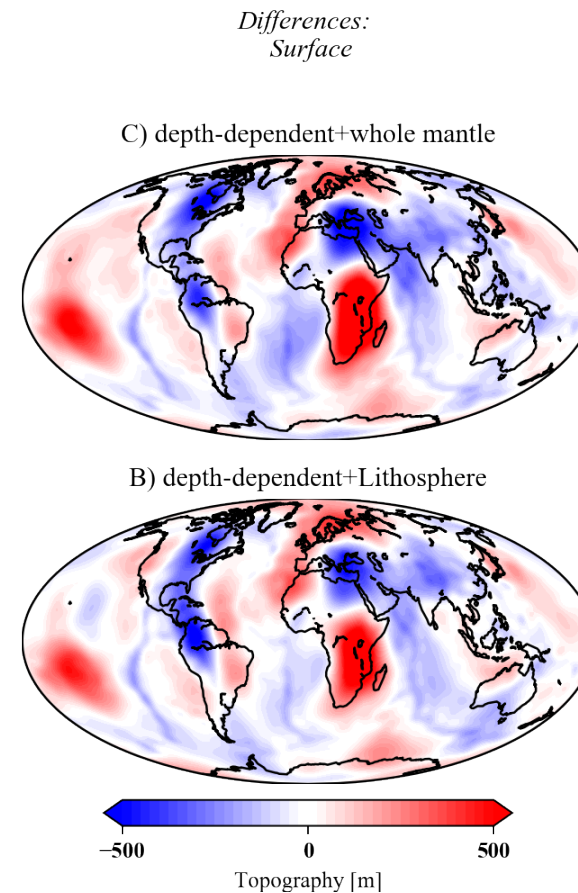 Differences:
Surface
C) depth-dependent+whole mantle
B) depth-dependent+Lithosphere
−500
0
500
Topography [m]